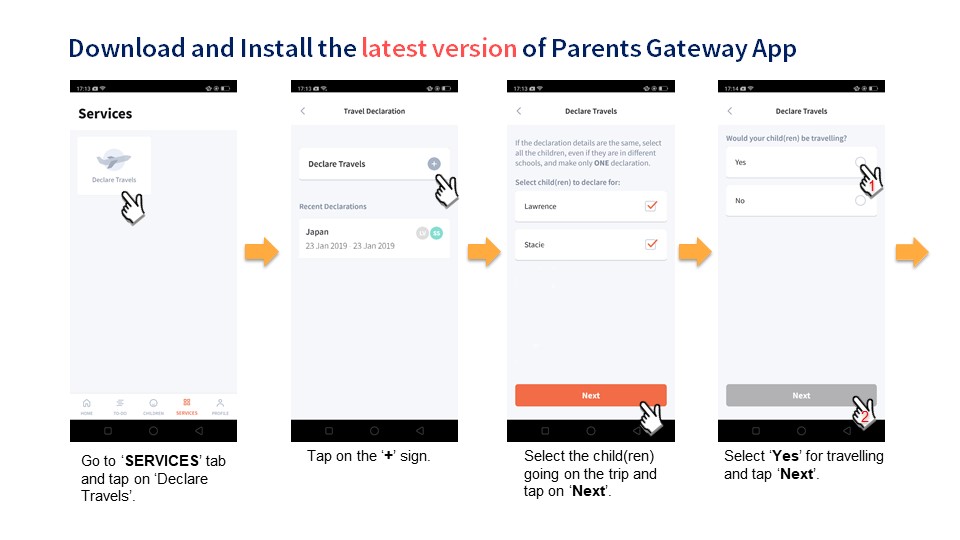 Download and Install the latest version of Parents Gateway App
17:13
Services
Declare Travels
HOME
TO-DO
CHILDREN
SERVICES
PROFILE
Go to ‘SERVICES’ tab
and tap on ‘Declare
Travels’.
17:13
Travel Declaration
Declare Travels
+
Recent Declarations
Japan
23 Jan 2019 - 23 Jan 2019
SS
Tap on the ‘+’ sign.
17:13
Declare Travels
If the declaration details are the same, select
all the children, even if they are in different
schools, and make only ONE declaration.
Select child(ren) to declare for:
Lawrence
Stacie
Next
Select the child(ren)
going on the trip and
tap on ‘Next’.
17:14
Declare Travels
Would your child(ren) be travelling?
Yes
1
No
Next
2
Select ‘Yes’ for travelling
and tap ‘Next’.